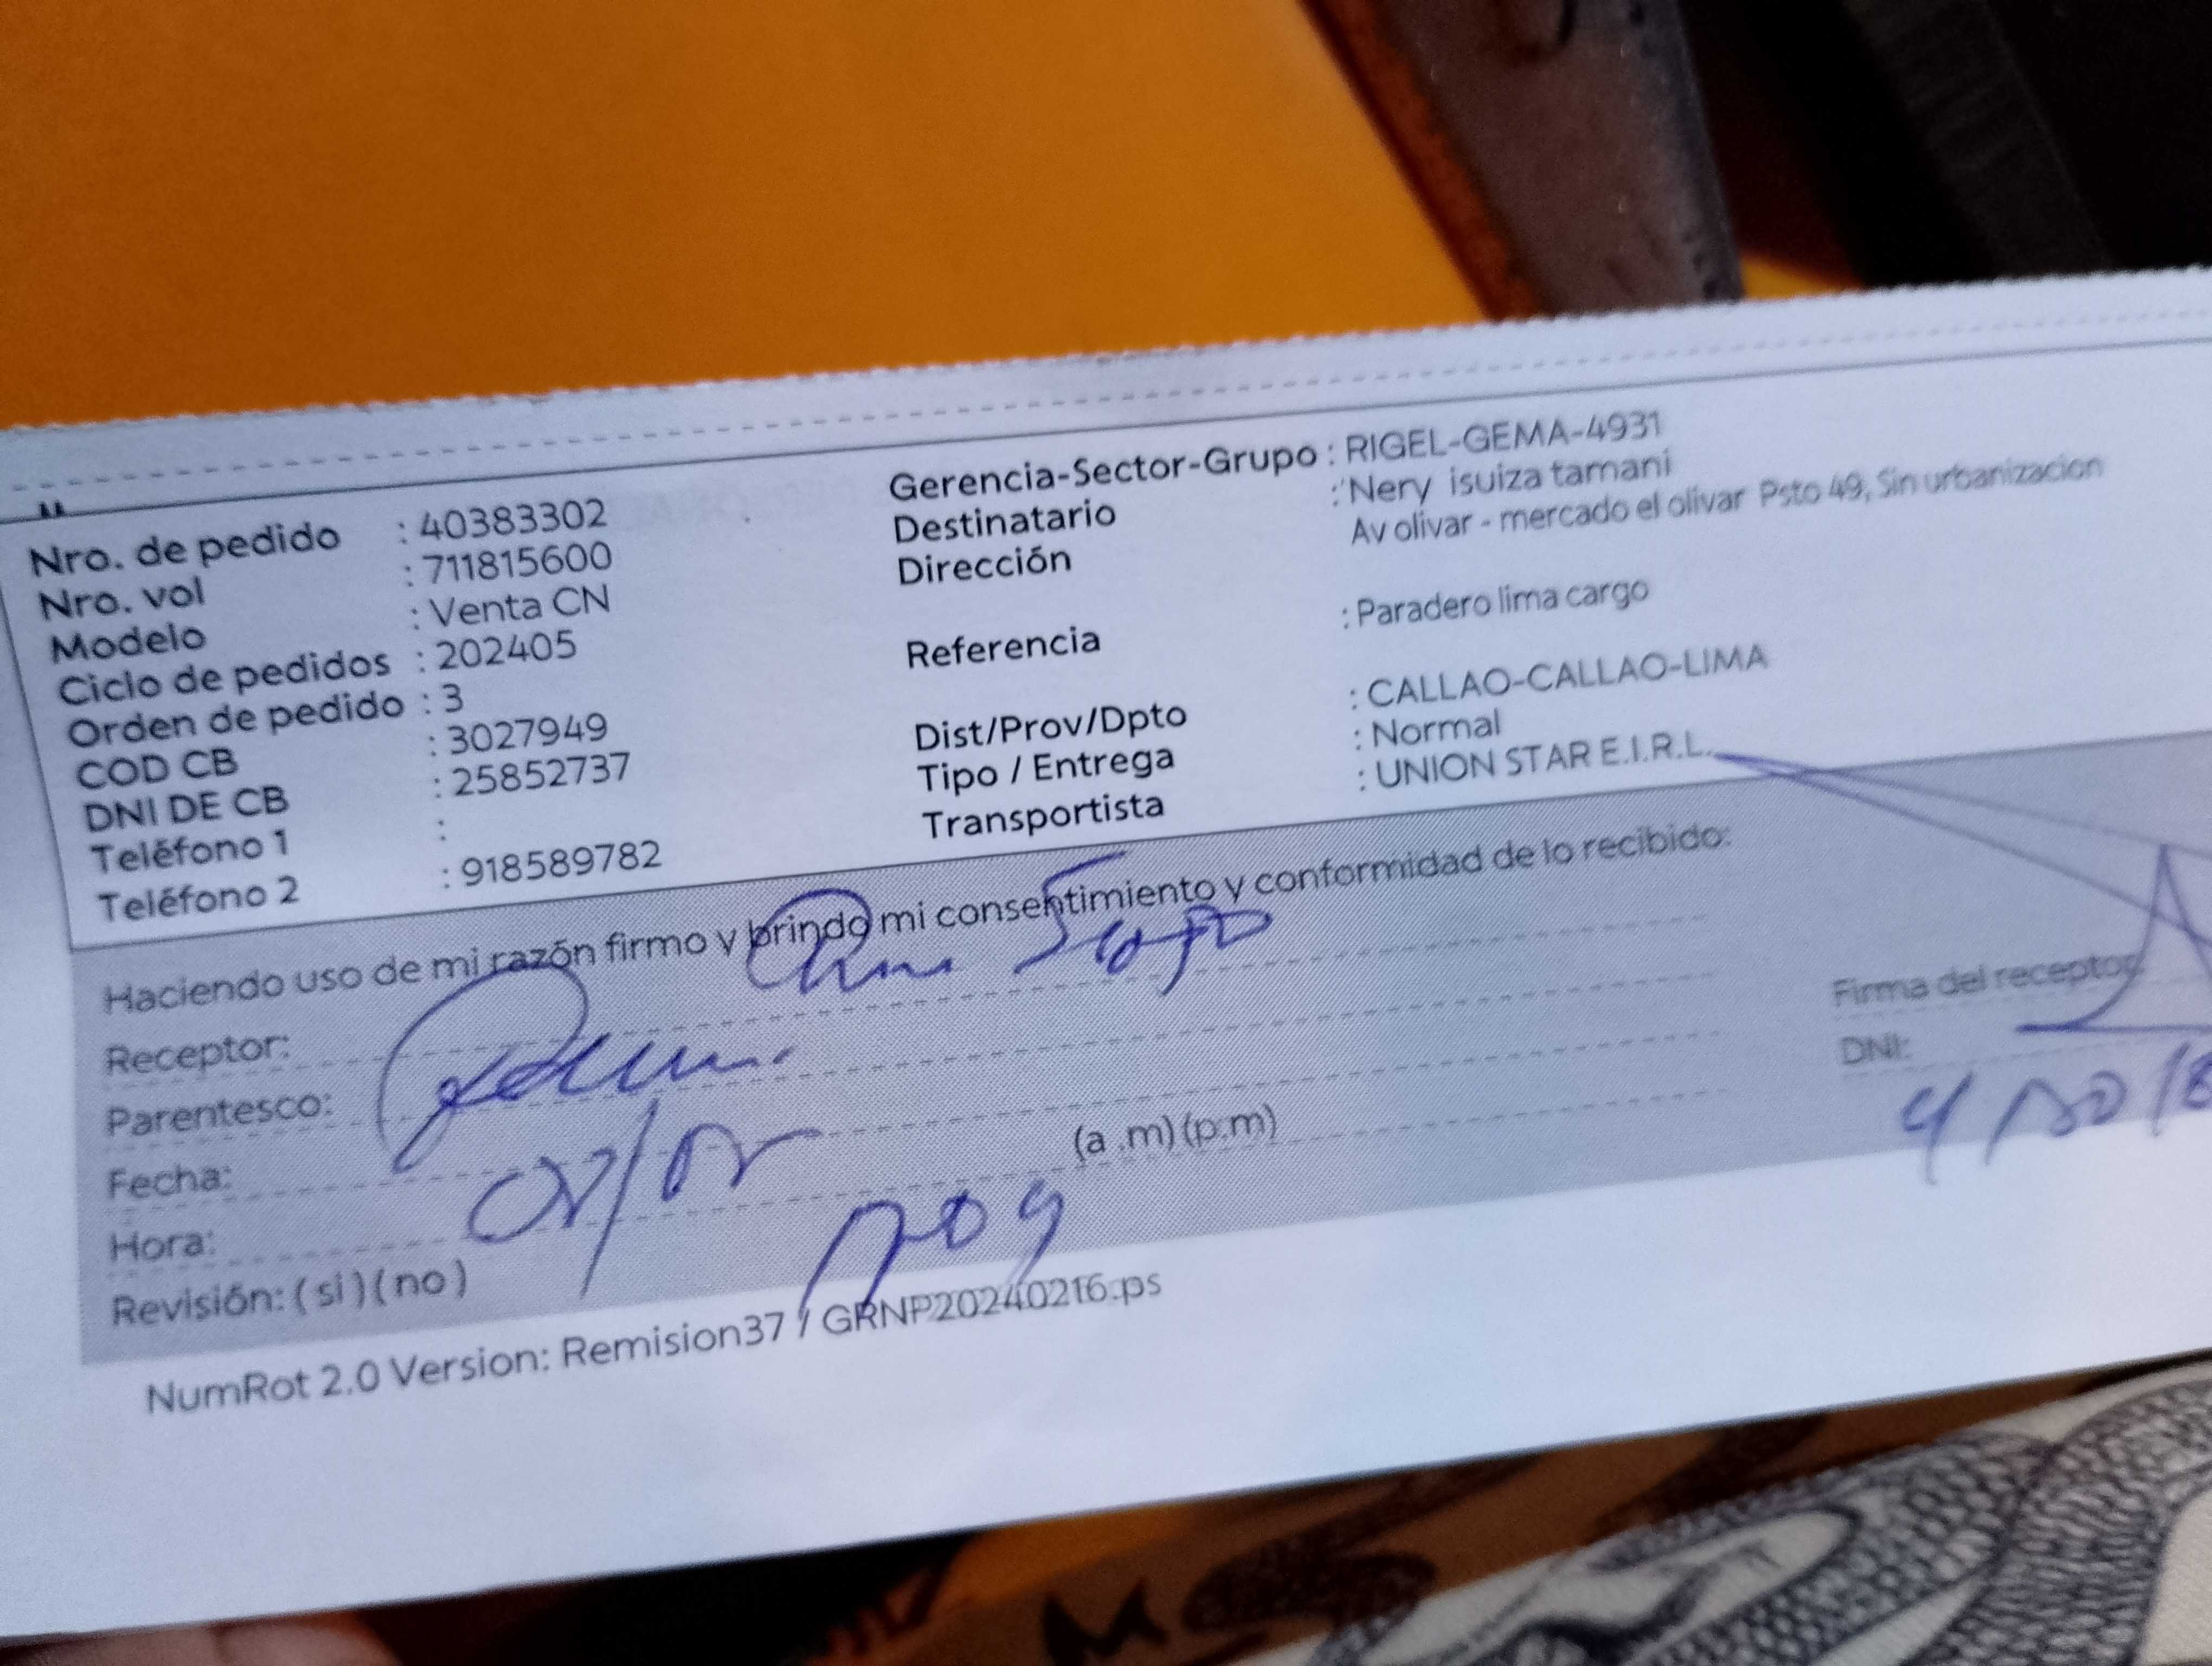 Nro. de pedido : 40383302
Nro. vol : 711815600
Modelo : Venta CN
Ciclo de pedidos : 202405
Orden de pedido : 3
COD CB : 3027949
DNI DE CB : 25852737
Teléfono 1 :
Teléfono 2 : 918589782
Gerencia-Sector-Grupo : RIGEL-GEMA-4931
Destinatario : Nery isuiza tamani
Dirección Av olivar - mercado el olivar Psto 49, Sin urbanizacion
Referencia : Paradero lima cargo
Dist/Prov/Dpto : CALLAO-CALLAO-LIMA
Tipo / Entrega : Normal
Transportista : UNION STAR E.I.R.L.
Haciendo uso de mi razón firmo y brindo mi consentimiento y conformidad de lo recibido:
Receptor:
Parentesco:
Fecha:
Hora: (a .m) (p.m)
Revisión: ( si ) ( no )
Firma del receptor:
DNI:
NumRot 2.0 Version: Remision37 / GRNP20240216.ps